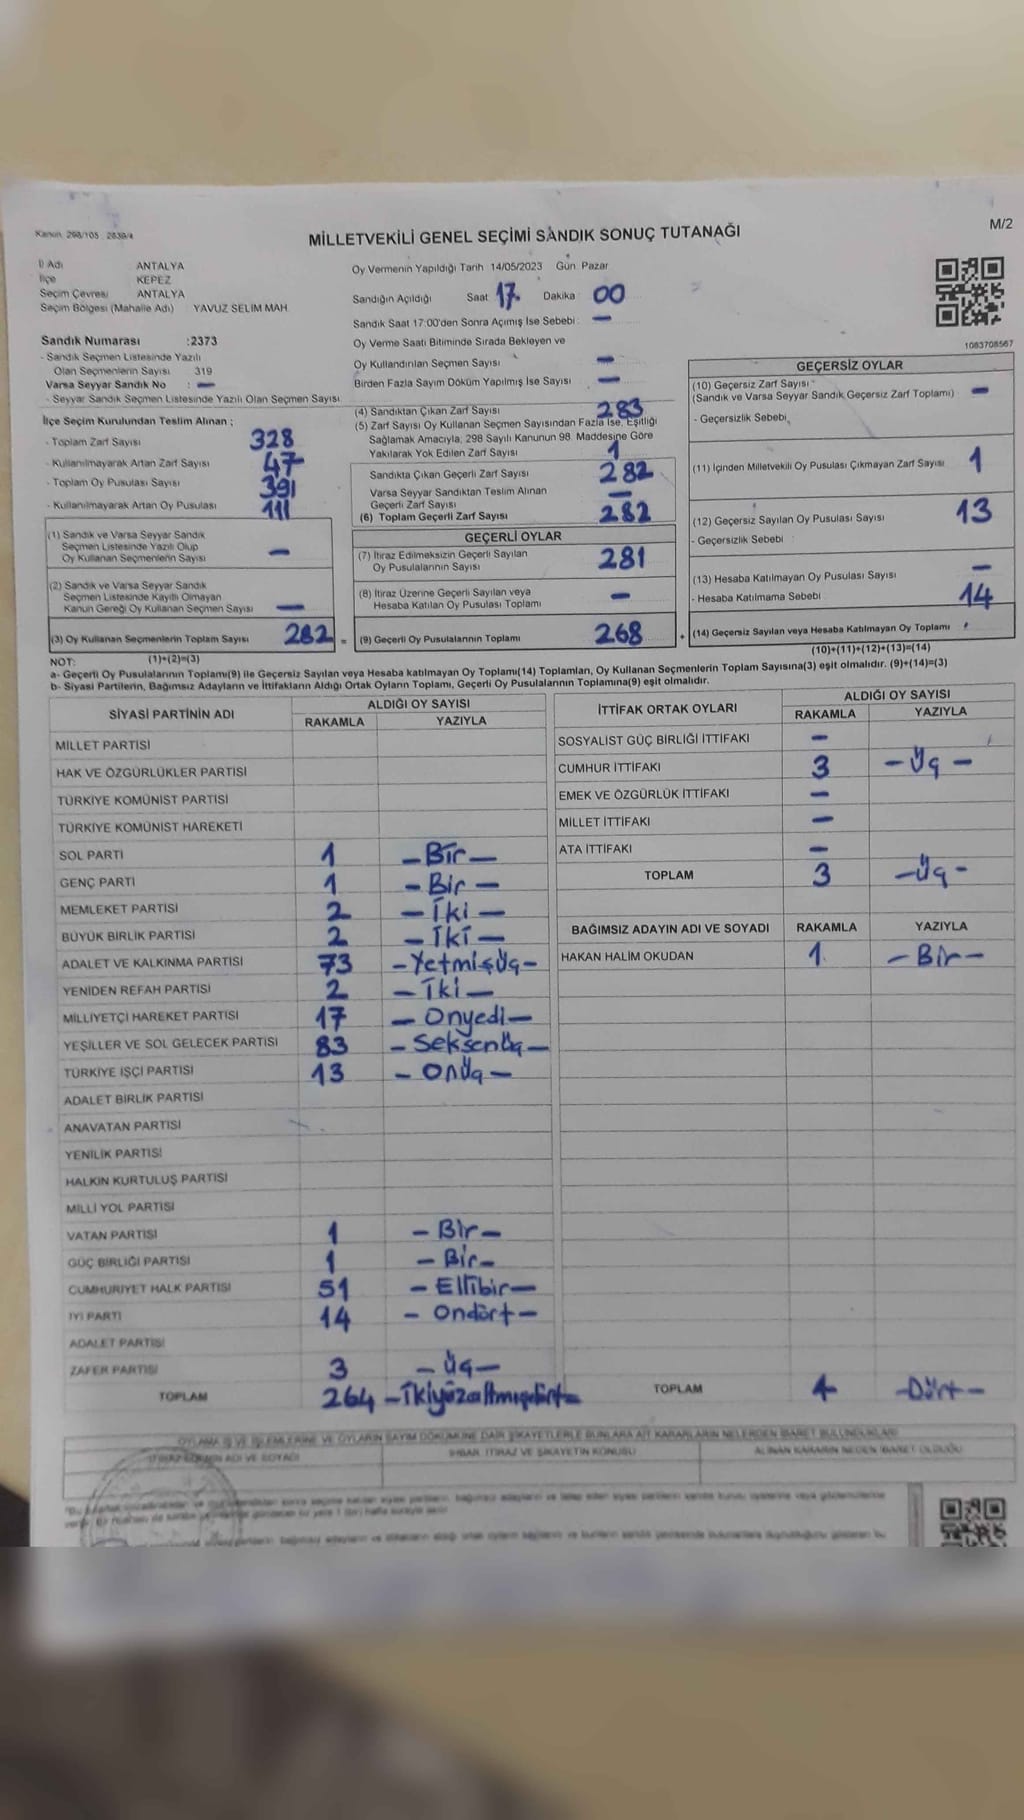 Kanun 298/105 2839/4
MİLLETVEKİLİ GENEL SEÇİMİ SANDIK SONUÇ TUTANAĞI
M/2
İl Adı ANTALYA
İlçe KEPEZ
Seçim Çevresi ANTALYA
Seçim Bölgesi (Mahalle Adı) YAVUZ SELIM MAH
Sandık Numarası :2373
- Sandık Seçmen Listesinde Yazılı
Olan Seçmenlerin Sayısı 319
Varsa Seyyar Sandık No : —
- Seyyar Sandık Seçmen Listesinde Yazılı Olan Seçmen Sayısı
İlçe Seçim Kurulundan Teslim Alınan ;
- Toplam Zarf Sayısı 328
- Kullanılmayarak Artan Zarf Sayısı 47
- Toplam Oy Pusulası Sayısı 391
- Kullanılmayarak Artan Oy Pusulası 111
(1) Sandık ve Varsa Seyyar Sandık
Seçmen Listesinde Yazılı Olup
Oy Kullanan Seçmenlerin Sayısı —
(2) Sandık ve Varsa Seyyar Sandık
Seçmen Listesinde Kayıtlı Olmayan
Kanun Gereği Oy Kullanan Seçmen Sayısı —
(3) Oy Kullanan Seçmenlerin Toplam Sayısı 282 =
(1)+(2)=(3)
Oy Vermenin Yapıldığı Tarih 14/05/2023 Gün Pazar
Sandığın Açıldığı Saat 17 Dakika 00
Sandık Saat 17:00'den Sonra Açımış İse Sebebi : —
Oy Verme Saati Bitiminde Sırada Bekleyen ve
Oy Kullandırılan Seçmen Sayısı —
Birden Fazla Sayım Döküm Yapılmış İse Sayısı —
(4) Sandıktan Çıkan Zarf Sayısı 283
(5) Zarf Sayısı Oy Kullanan Seçmen Sayısından Fazla İse, Eşitliği
Sağlamak Amacıyla, 298 Sayılı Kanunun 98. Maddesine Göre
Yakılarak Yok Edilen Zarf Sayısı 1
Sandıkta Çıkan Geçerli Zarf Sayısı 282
Varsa Seyyar Sandıktan Teslim Alınan
Geçerli Zarf Sayısı —
(6) Toplam Geçerli Zarf Sayısı 282
GEÇERLİ OYLAR
(7) İtiraz Edilmeksizin Geçerli Sayılan
Oy Pusulalarının Sayısı 281
(8) İtiraz Üzerine Geçerli Sayılan veya
Hesaba Katılan Oy Pusulası Toplamı —
(9) Geçerli Oy Pusulalarının Toplamı 268 +
1083708567
GEÇERSİZ OYLAR
(10) Geçersiz Zarf Sayısı
(Sandık ve Varsa Seyyar Sandık Geçersiz Zarf Toplamı) —
- Geçersizlik Sebebi
(11) İçinden Milletvekili Oy Pusulası Çıkmayan Zarf Sayısı 1
(12) Geçersiz Sayılan Oy Pusulası Sayısı 13
- Geçersizlik Sebebi
(13) Hesaba Katılmayan Oy Pusulası Sayısı —
- Hesaba Katılmama Sebebi 14
(14) Geçersiz Sayılan veya Hesaba Katılmayan Oy Toplamı
(10)+(11)+(12)+(13)=(14)
NOT:
a- Geçerli Oy Pusulalarının Toplamı(9) ile Geçersiz Sayılan veya Hesaba katılmayan Oy Toplamı(14) Toplamları, Oy Kullanan Seçmenlerin Toplam Sayısına(3) eşit olmalıdır. (9)+(14)=(3)
b- Siyasi Partilerin, Bağımsız Adayların ve İttifakların Aldığı Ortak Oyların Toplamı, Geçerli Oy Pusulalarının Toplamına(9) eşit olmalıdır.
SİYASİ PARTİNİN ADI ALDIĞI OY SAYISI
RAKAMLA YAZIYLA
MİLLET PARTİSİ
HAK VE ÖZGÜRLÜKLER PARTİSİ
TÜRKİYE KOMÜNİST PARTİSİ
TÜRKİYE KOMÜNİST HAREKETİ
SOL PARTİ 1 —Bir—
GENÇ PARTİ 1 —Bir—
MEMLEKET PARTİSİ 2 —İki—
BÜYÜK BİRLİK PARTİSİ 2 —İki—
ADALET VE KALKINMA PARTİSİ 73 —Yetmişüç—
YENİDEN REFAH PARTİSİ 2 —İki—
MİLLİYETÇİ HAREKET PARTİSİ 17 —Onyedi—
YEŞİLLER VE SOL GELECEK PARTİSİ 83 —Seksenüç—
TÜRKİYE İŞÇİ PARTİSİ 13 —Onüç—
ADALET BİRLİK PARTİSİ
ANAVATAN PARTİSİ
YENİLİK PARTİSİ
HALKIN KURTULUŞ PARTİSİ
MİLLİ YOL PARTİSİ
VATAN PARTİSİ 1 —Bir—
GÜÇ BİRLİĞİ PARTİSİ 1 —Bir—
CUMHURİYET HALK PARTİSİ 51 —Ellibir—
İYİ PARTİ 14 —Ondört—
ADALET PARTİSİ
ZAFER PARTİSİ 3 —Üç—
TOPLAM 264 —İkiyüzaltmışdört—
İTTİFAK ORTAK OYLARI ALDIĞI OY SAYISI
RAKAMLA YAZIYLA
SOSYALİST GÜÇ BİRLİĞİ İTTİFAKI —
CUMHUR İTTİFAKI 3 —Üç—
EMEK VE ÖZGÜRLÜK İTTİFAKI —
MİLLET İTTİFAKI —
ATA İTTİFAKI —
TOPLAM 3 —Üç—
BAĞIMSIZ ADAYIN ADI VE SOYADI RAKAMLA YAZIYLA
HAKAN HALİM OKUDAN 1 —Bir—
TOPLAM 4 —Dört—
OYLAMA İŞ VE İŞLEMLERİNE VE OYLARIN SAYIM DÖKÜMÜNE DAİR ŞİKAYETLERLE BUNLARA AİT KARARLARIN NELERDEN İBARET BULUNDUKLARI
İTİRAZ EDENİN ADI VE SOYADI İHBAR, İTİRAZ VE ŞİKAYETİN KONUSU ALINAN KARARIN NEDEN İBARET OLDUĞU